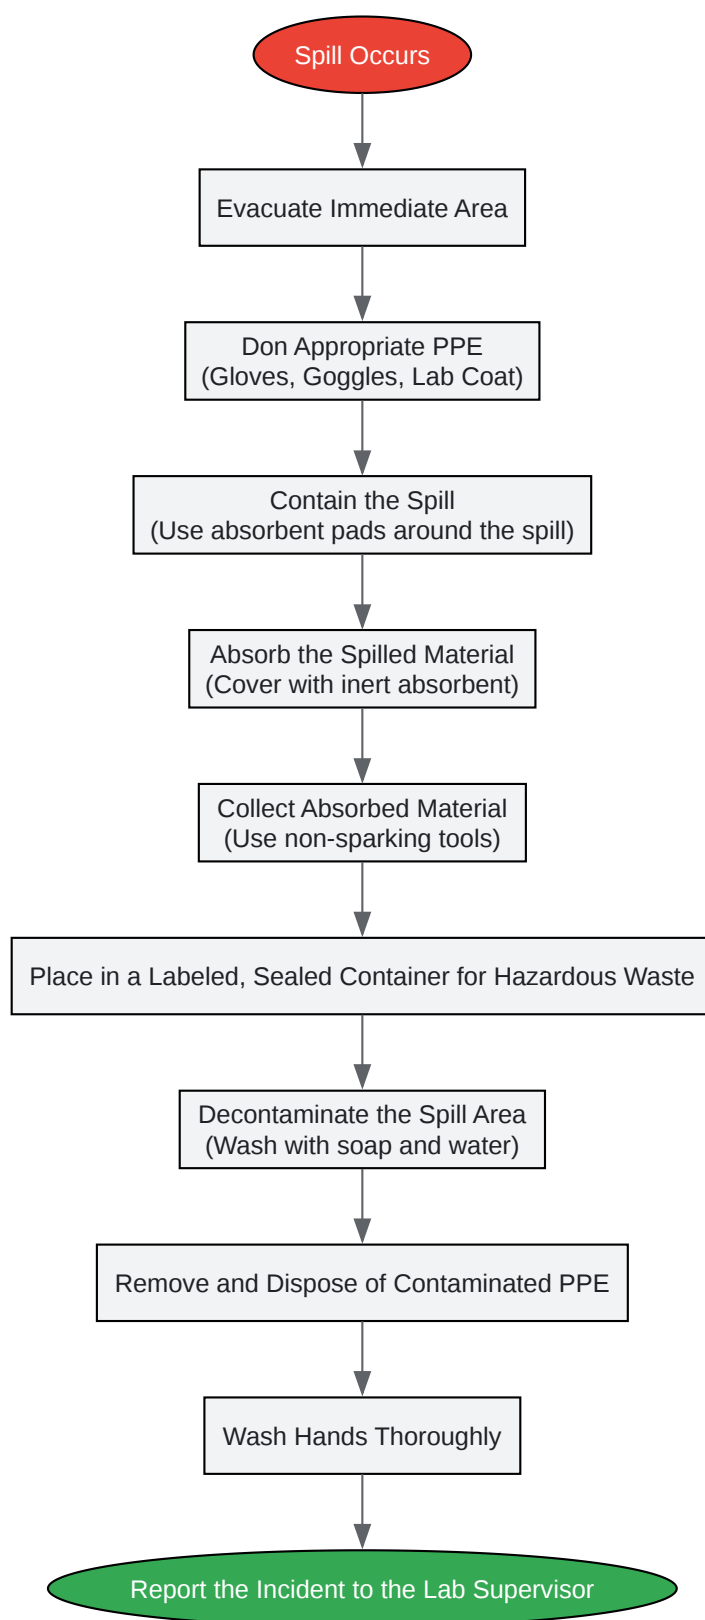 Spill Occurs
Evacuate Immediate Area
Don Appropriate PPE
(Gloves, Goggles, Lab Coat)
Contain the Spill
(Use absorbent pads around the spill)
Absorb the Spilled Material
(Cover with inert absorbent)
Collect Absorbed Material
(Use non-sparking tools)
Place in a Labeled, Sealed Container for Hazardous Waste
Decontaminate the Spill Area
(Wash with soap and water)
Remove and Dispose of Contaminated PPE
Wash Hands Thoroughly
Report the Incident to the Lab Supervisor